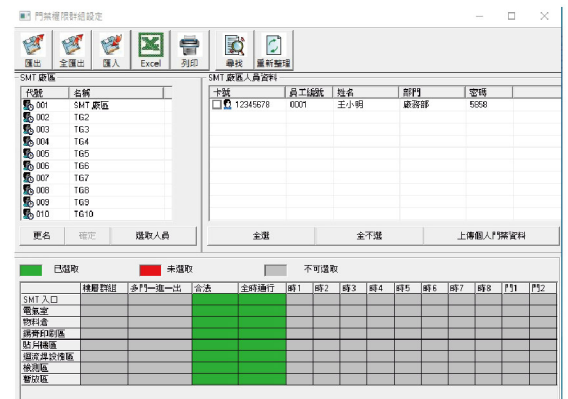 門禁權限群組設定
匯出 全匯出 匯入 Excel 列印 尋找 重新整理
SMT 廠區
代號 名稱
001 SMT 廠區
002 TG2
003 TG3
004 TG4
005 TG5
006 TG6
007 TG7
008 TG8
009 TG9
010 TG10
更名 確定 選取人員
SMT 廠區人員資料
卡號 員工編號 姓名 部門 密碼
12345678 0001 王小明 廠務部 5858
全選 全不選 上傳個人門禁資料
已選取 未選取 不可選取
樓層群組 多門一進一出 合法 全時通行 時1 時2 時3 時4 時5 時6 時7 時8 門1 門2
SMT 入口
電氣室
物料倉
錫膏印刷區
貼片機區
迴流焊設備區
檢測區
暫放區